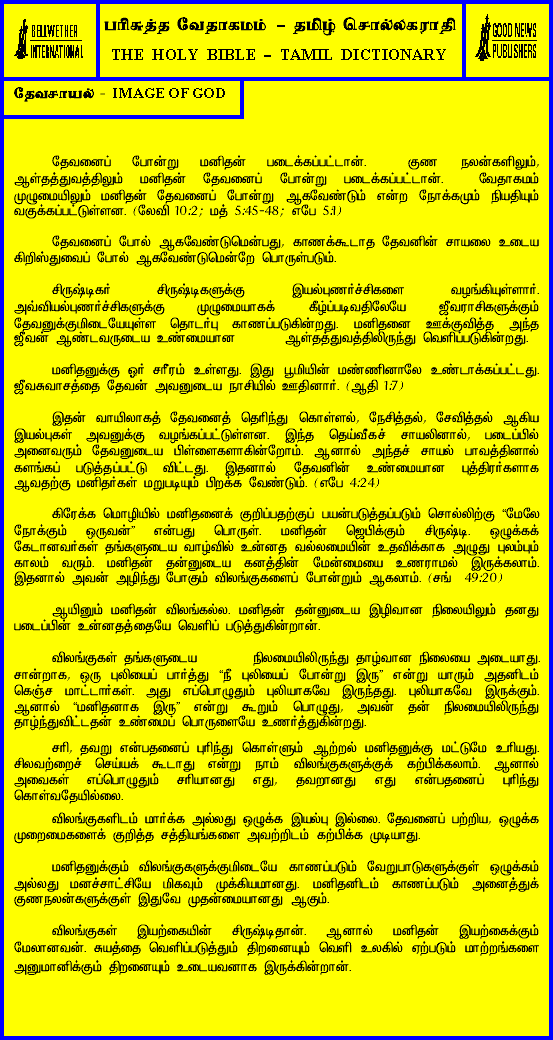 BELLWETHER
INTERNATIONAL
பரிசுத்த வேதாகமம் – தமிழ் சொல்லகராதி
THE HOLY BIBLE – TAMIL DICTIONARY
GOOD NEWS
PUBLISHERS
தேவசாயல் - IMAGE OF GOD
தேவனைப் போன்று மனிதன் படைக்கப்பட்டான். குண நலன்களிலும்,
ஆள்தத்துவத்திலும் மனிதன் தேவனைப் போன்று படைக்கப்பட்டான். வேதாகமம்
முழுமையிலும் மனிதன் தேவனைப் போன்று ஆகவேண்டும் என்ற நோக்கமும் நியதியும்
வகுக்கப்பட்டுள்ளன. (லேவி 10:2; மத் 5:45-48; எபே 5:1)
தேவனைப் போல் ஆகவேண்டுமென்பது, காணக்கூடாத தேவனின் சாயலை உடைய
கிறிஸ்துவைப் போல் ஆகவேண்டுமென்றே பொருள்படும்.
சிருஷ்டிகர் சிருஷ்டிகளுக்கு இயல்புணர்ச்சிகளை வழங்கியுள்ளார்.
அவ்வியல்புணர்ச்சிகளுக்கு முழுமையாகக் கீழ்ப்படிவதிலேயே ஜீவராசிகளுக்கும்
தேவனுக்குமிடையேயுள்ள தொடர்பு காணப்படுகின்றது. மனிதனை ஊக்குவித்த அந்த
ஜீவன் ஆண்டவருடைய உண்மையான ஆள்தத்துவத்திலிருந்து வெளிப்படுகின்றது.
மனிதனுக்கு ஓர் சரீரம் உள்ளது. இது பூமியின் மண்ணினாலே உண்டாக்கப்பட்டது.
ஜீவசுவாசத்தை தேவன் அவனுடைய நாசியில் ஊதினார். (ஆதி 1:7)
இதன் வாயிலாகத் தேவனைத் தெரிந்து கொள்ளல், நேசித்தல், சேவித்தல் ஆகிய
இயல்புகள் அவனுக்கு வழங்கப்பட்டுள்ளன. இந்த தெய்வீகச் சாயலினால், படைப்பில்
அனைவரும் தேவனுடைய பிள்ளைகளாகின்றோம். ஆனால் அந்தச் சாயல் பாவத்தினால்
களங்கப் படுத்தப்பட்டு விட்டது. இதனால் தேவனின் உண்மையான புத்திரர்களாக
ஆவதற்கு மனிதர்கள் மறுபடியும் பிறக்க வேண்டும். (எபே 4:24)
கிரேக்க மொழியில் மனிதனைக் குறிப்பதற்குப் பயன்படுத்தப்படும் சொல்லிற்கு “மேலே
நோக்கும் ஒருவன்” என்பது பொருள். மனிதன் ஜெபிக்கும் சிருஷ்டி. ஒழுக்கக்
கேடானவர்கள் தங்களுடைய வாழ்வில் உன்னத வல்லமையின் உதவிக்காக அழுது புலம்பும்
காலம் வரும். மனிதன் தன்னுடைய கனத்தின் மேன்மையை உணராமல் இருக்கலாம்.
இதனால் அவன் அழிந்து போகும் விலங்குகளைப் போன்றும் ஆகலாம். (சங் 49:20)
ஆயினும் மனிதன் விலங்கல்ல. மனிதன் தன்னுடைய இழிவான நிலையிலும் தனது
படைப்பின் உன்னதத்தையே வெளிப் படுத்துகின்றான்.
விலங்குகள் தங்களுடைய நிலமையிலிருந்து தாழ்வான நிலையை அடையாது.
சான்றாக, ஒரு புலியைப் பார்த்து “நீ புலியைப் போன்று இரு” என்று யாரும் அதனிடம்
கெஞ்ச மாட்டார்கள். அது எப்பொழுதும் புலியாகவே இருந்தது. புலியாகவே இருக்கும்.
ஆனால் “மனிதனாக இரு” என்று கூறும் பொழுது, அவன் தன் நிலமையிலிருந்து
தாழ்ந்துவிட்டதன் உண்மைப் பொருளையே உணர்த்துகின்றது.
சரி, தவறு என்பதனைப் புரிந்து கொள்ளும் ஆற்றல் மனிதனுக்கு மட்டுமே உரியது.
சிலவற்றைச் செய்யக் கூடாது என்று நாம் விலங்குகளுக்குக் கற்பிக்கலாம். ஆனால்
அவைகள் எப்பொழுதும் சரியானது எது, தவறானது எது என்பதனைப் புரிந்து
கொள்வதேயில்லை.
விலங்குகளிடம் மார்க்க அல்லது ஒழுக்க இயல்பு இல்லை. தேவனைப் பற்றிய, ஒழுக்க
முறைமைகளைக் குறித்த சத்தியங்களை அவற்றிடம் கற்பிக்க முடியாது.
மனிதனுக்கும் விலங்குகளுக்குமிடையே காணப்படும் வேறுபாடுகளுக்குள் ஒழுக்கம்
அல்லது மனச்சாட்சியே மிகவும் முக்கியமானது. மனிதனிடம் காணப்படும் அனைத்துக்
குணநலன்களுக்குள் இதுவே முதன்மையானது ஆகும்.
விலங்குகள் இயற்கையின் சிருஷ்டிதான். ஆனால் மனிதன் இயற்கைக்கும்
மேலானவன். சுயத்தை வெளிப்படுத்தும் திறனையும் வெளி உலகில் ஏற்படும் மாற்றங்களை
அனுமானிக்கும் திறனையும் உடையவனாக இருக்கின்றான்.